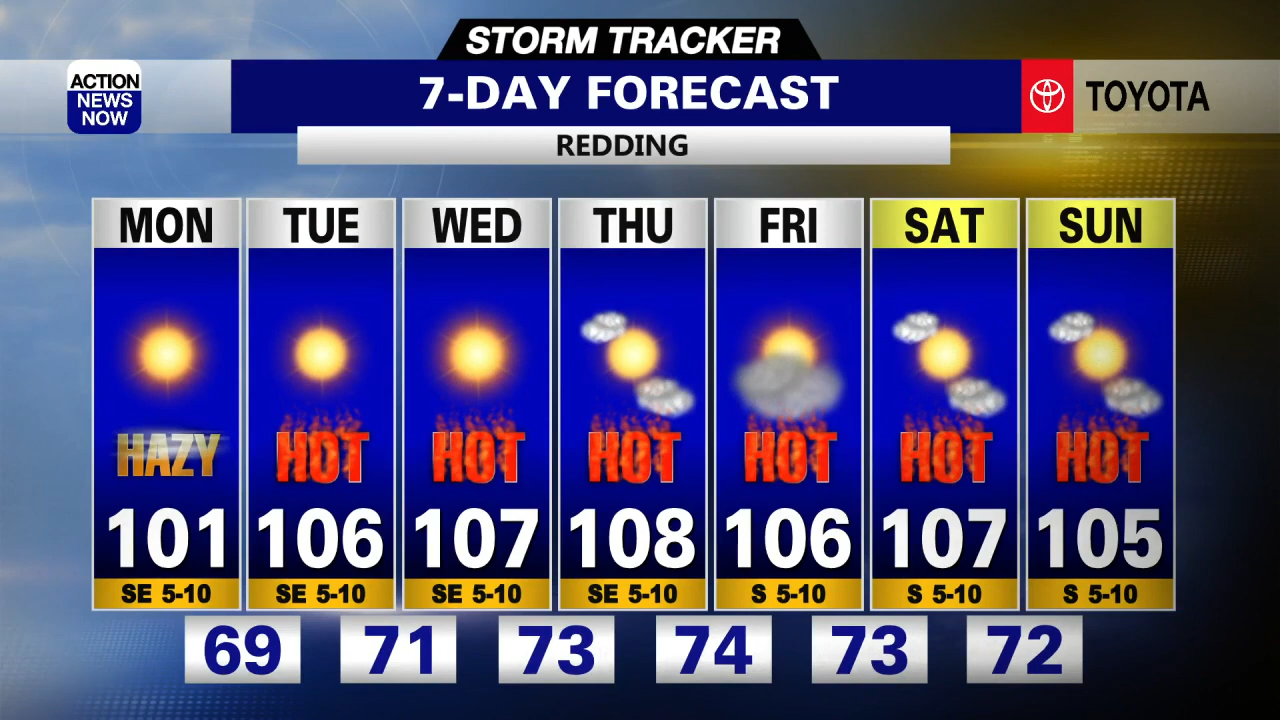 STORM TRACKER
ACTION
NEWS
NOW
7-DAY FORECAST
TOYOTA
REDDING
MON TUE WED THU FRI SAT SUN
HAZY HOT HOT HOT HOT HOT HOT
101 106 107 108 106 107 105
SE 5-10 SE 5-10 SE 5-10 SE 5-10 S 5-10 S 5-10 S 5-10
69 71 73 74 73 72